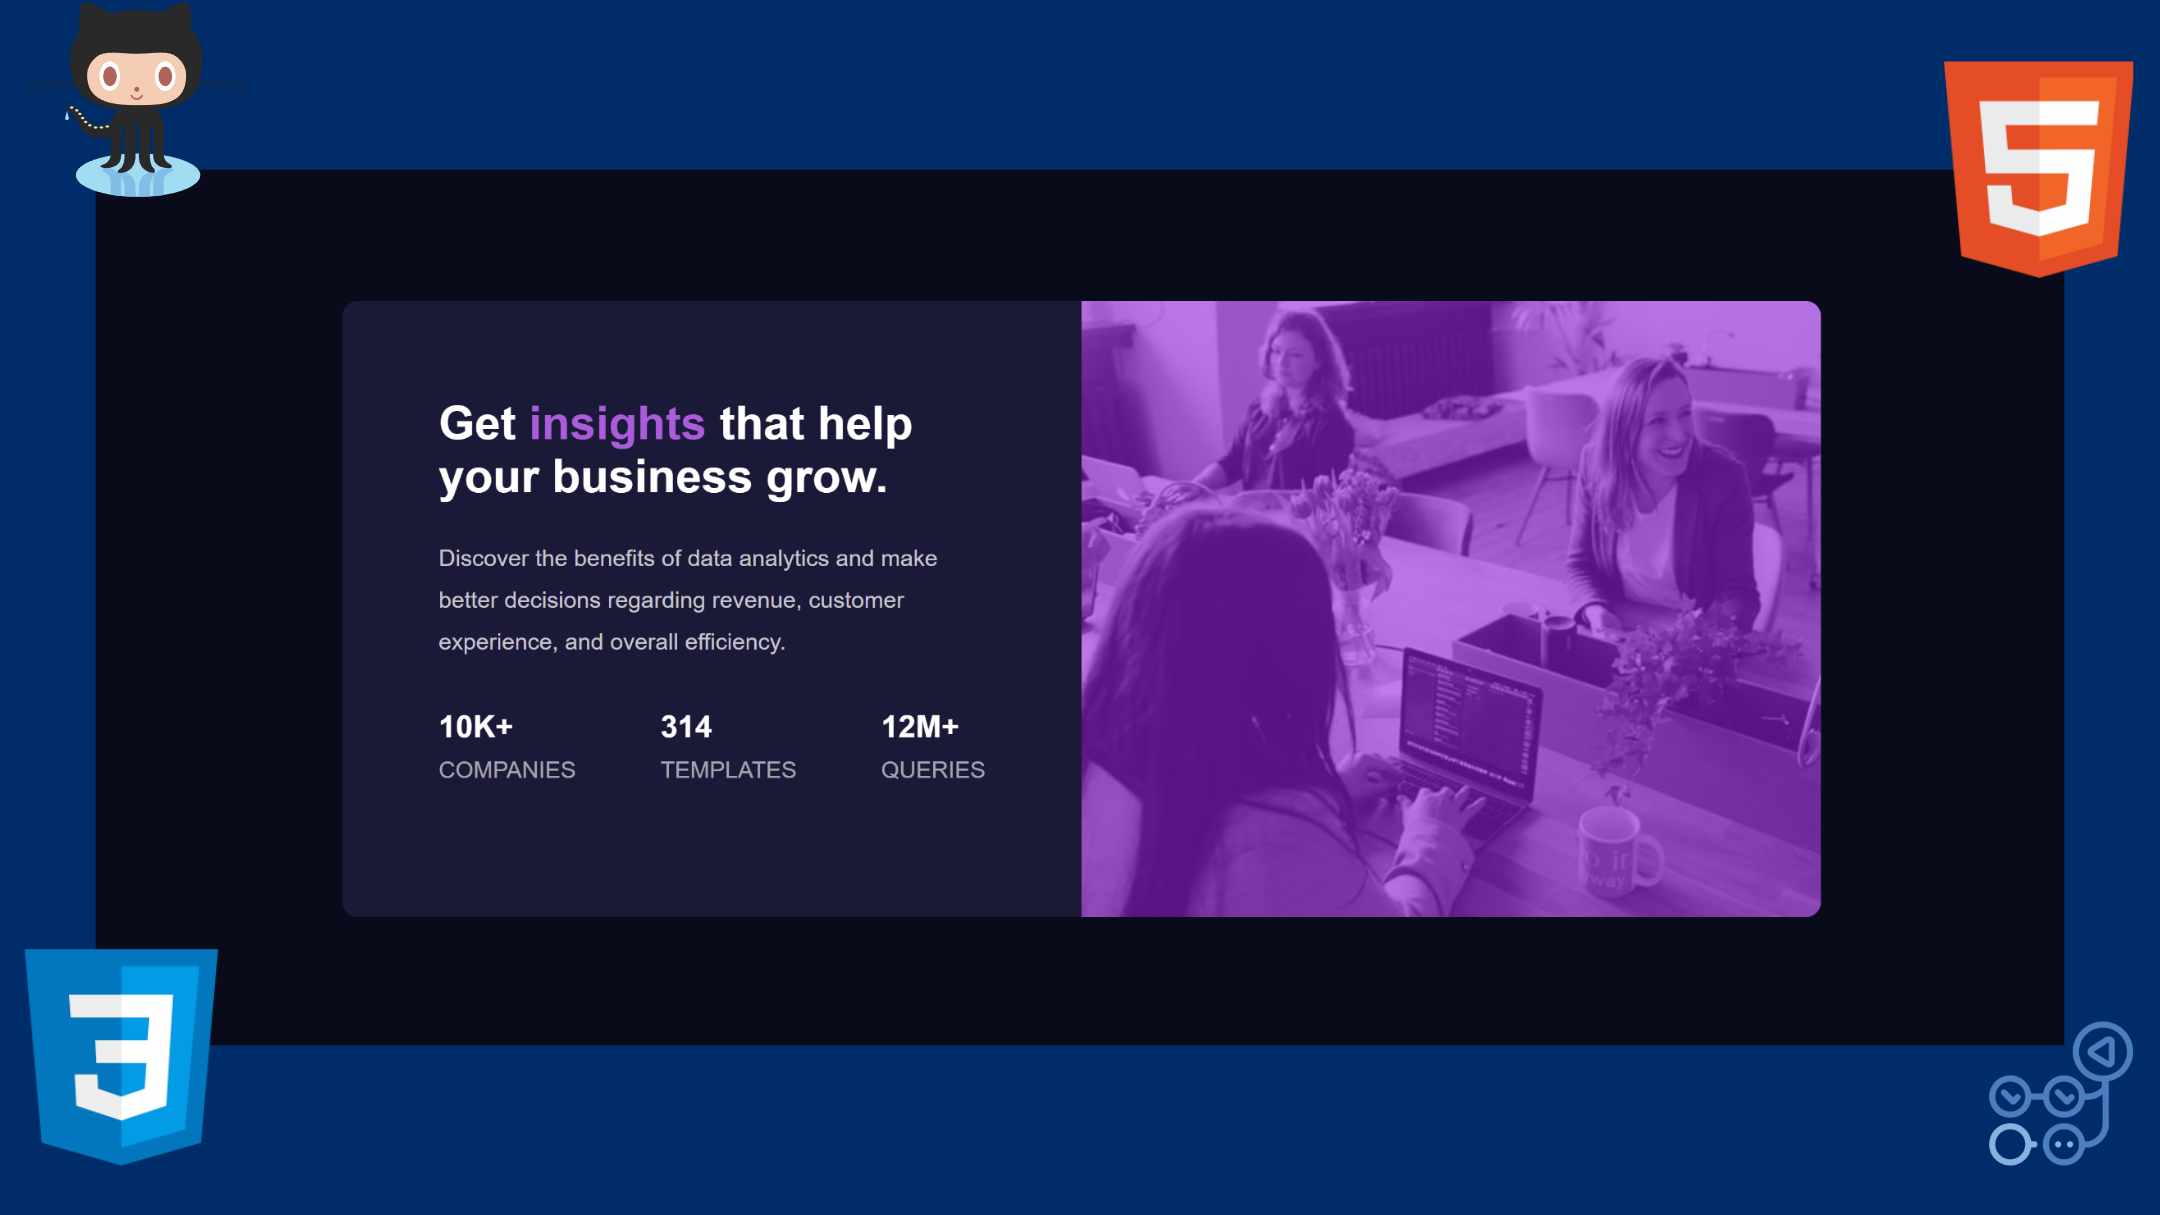 Get insights that help
your business grow.
Discover the benefits of data analytics and make
better decisions regarding revenue, customer
experience, and overall efficiency.
10K+ 314 12M+
COMPANIES TEMPLATES QUERIES